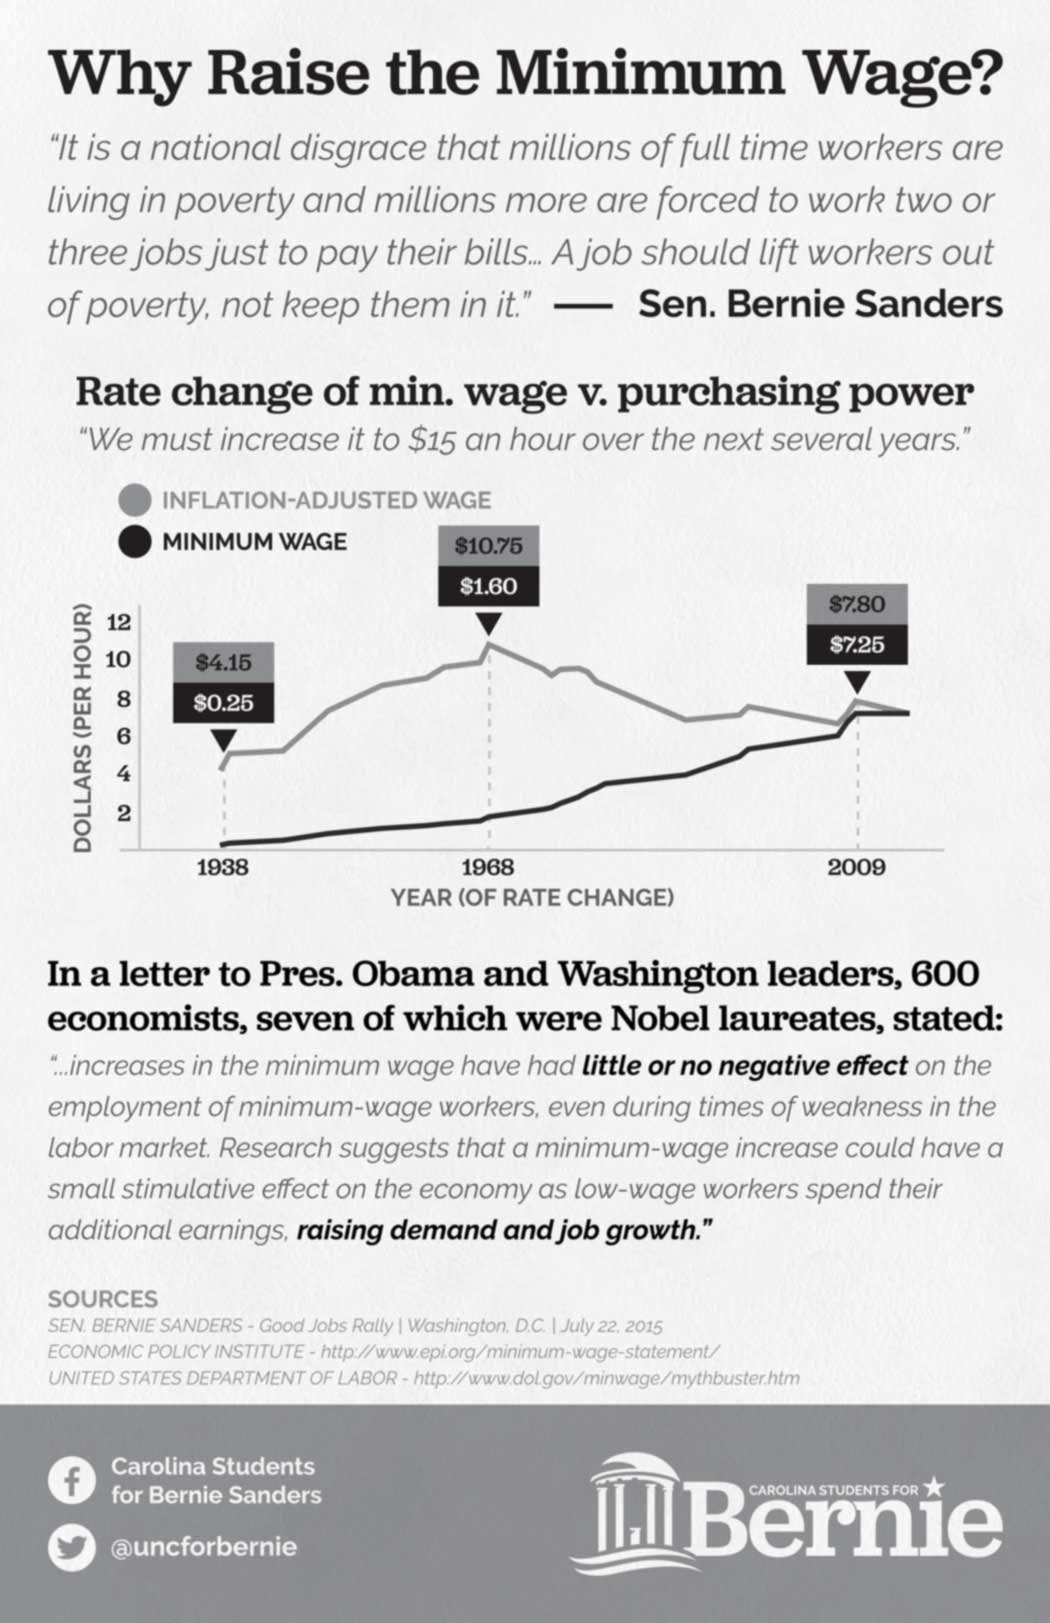 Why Raise the Minimum Wage?
“It is a national disgrace that millions of full time workers are
living in poverty and millions more are forced to work two or
three jobs just to pay their bills... A job should lift workers out
of poverty, not keep them in it.” — Sen. Bernie Sanders
Rate change of min. wage v. purchasing power
“We must increase it to $15 an hour over the next several years.”
INFLATION-ADJUSTED WAGE
MINIMUM WAGE
$10.75
$1.60
$7.80
$7.25
$4.15
$0.25
DOLLARS (PER HOUR)
12
10
8
6
4
2
1938 1968 2009
YEAR (OF RATE CHANGE)
In a letter to Pres. Obama and Washington leaders, 600
economists, seven of which were Nobel laureates, stated:
“...increases in the minimum wage have had little or no negative effect on the
employment of minimum-wage workers, even during times of weakness in the
labor market. Research suggests that a minimum-wage increase could have a
small stimulative effect on the economy as low-wage workers spend their
additional earnings, raising demand and job growth.”
SOURCES
SEN. BERNIE SANDERS - Good Jobs Rally | Washington, D.C. | July 22, 2015
ECONOMIC POLICY INSTITUTE - http://www.epi.org/minimum-wage-statement/
UNITED STATES DEPARTMENT OF LABOR - http://www.dol.gov/minwage/mythbuster.htm
Carolina Students
for Bernie Sanders
@uncforbernie
CAROLINA STUDENTS FOR
Bernie